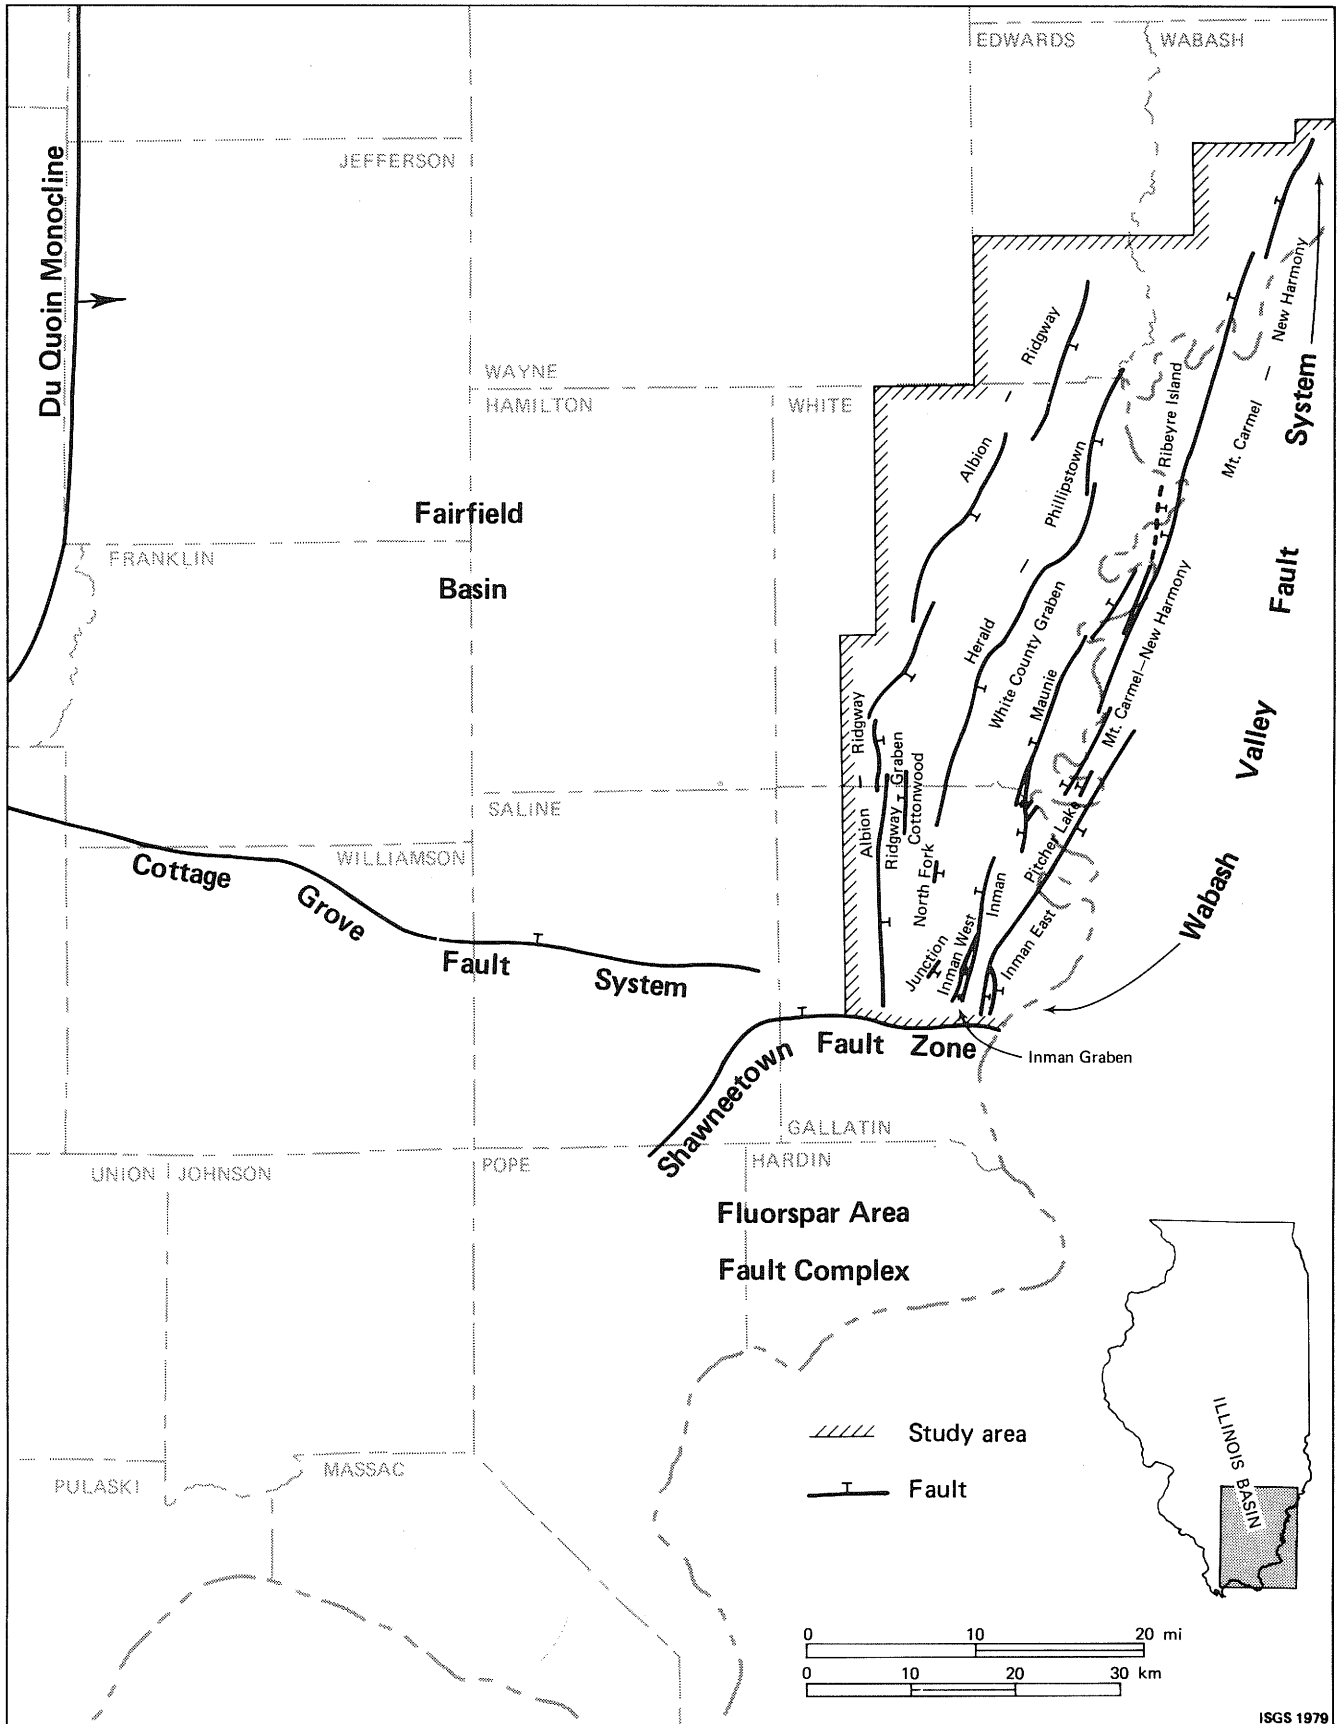 EDWARDS
WABASH
JEFFERSON
Du Quoin Monocline
WAYNE
HAMILTON
WHITE
Ridgway
Albion
Phillipstown
Ribeyre Island
Mt. Carmel – New Harmony
Fairfield
Basin
FRANKLIN
Herald
White County Graben
Maunie
Mt. Carmel–New Harmony
Wabash Valley Fault System
Albion – Ridgway
Ridgway Graben
Cottonwood
SALINE
WILLIAMSON
Cottage Grove Fault System
North Fork
Pitcher Lake
Junction
Inman West
Inman
Inman East
Inman Graben
Shawneetown Fault Zone
GALLATIN
HARDIN
UNION
JOHNSON
POPE
Fluorspar Area
Fault Complex
PULASKI
MASSAC
Study area
Fault
ILLINOIS BASIN
0 10 20 mi
0 10 20 30 km
ISGS 1979